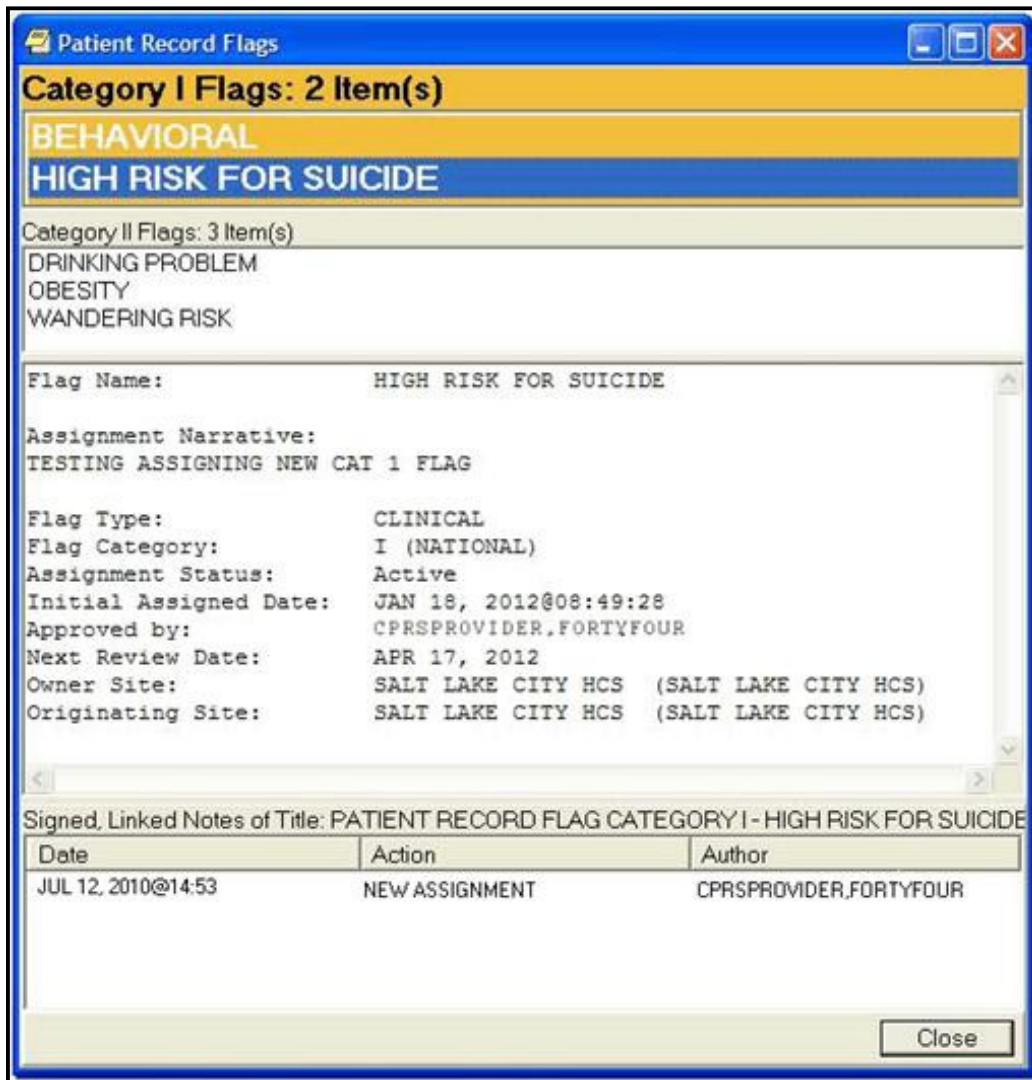 Patient Record Flags
Category I Flags: 2 Item(s)
BEHAVIORAL
HIGH RISK FOR SUICIDE
Category II Flags: 3 Item(s)
DRINKING PROBLEM
OBESITY
WANDERING RISK
Flag Name: HIGH RISK FOR SUICIDE
Assignment Narrative:
TESTING ASSIGNING NEW CAT 1 FLAG
Flag Type: CLINICAL
Flag Category: I (NATIONAL)
Assignment Status: Active
Initial Assigned Date: JAN 18, 2012@08:49:28
Approved by: CPRSPROVIDER,FORTYFOUR
Next Review Date: APR 17, 2012
Owner Site: SALT LAKE CITY HCS (SALT LAKE CITY HCS)
Originating Site: SALT LAKE CITY HCS (SALT LAKE CITY HCS)
Signed, Linked Notes of Title: PATIENT RECORD FLAG CATEGORY I - HIGH RISK FOR SUICIDE
Date Action Author
JUL 12, 2010@14:53 NEW ASSIGNMENT CPRSPROVIDER,FORTYFOUR
Close